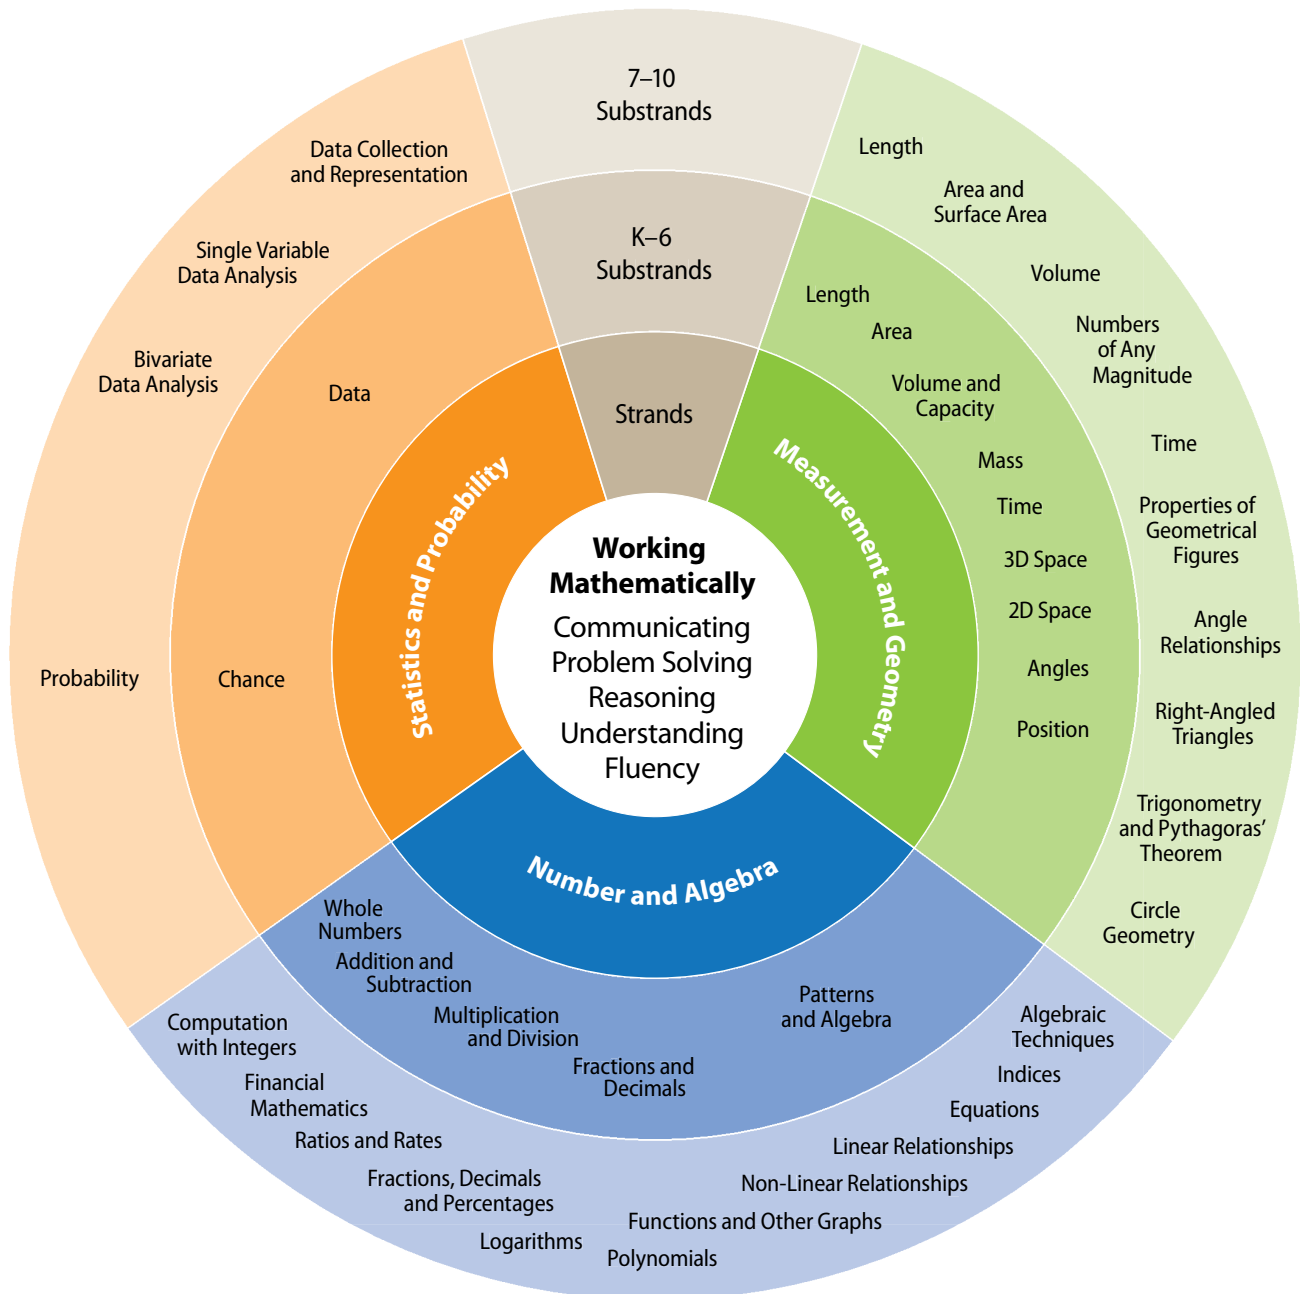 7–10
Substrands
K–6
Substrands
Strands
Working
Mathematically
Communicating
Problem Solving
Reasoning
Understanding
Fluency
Measurement and Geometry
Length
Area
Volume and
Capacity
Mass
Time
3D Space
2D Space
Angles
Position
Length
Area and
Surface Area
Volume
Numbers
of Any
Magnitude
Time
Properties of
Geometrical
Figures
Angle
Relationships
Right-Angled
Triangles
Trigonometry
and Pythagoras’
Theorem
Circle
Geometry
Number and Algebra
Whole
Numbers
Addition and
Subtraction
Multiplication
and Division
Fractions and
Decimals
Patterns
and Algebra
Computation
with Integers
Financial
Mathematics
Ratios and Rates
Fractions, Decimals
and Percentages
Logarithms
Polynomials
Functions and Other Graphs
Non-Linear Relationships
Linear Relationships
Equations
Indices
Algebraic
Techniques
Statistics and Probability
Data
Chance
Data Collection
and Representation
Single Variable
Data Analysis
Bivariate
Data Analysis
Probability